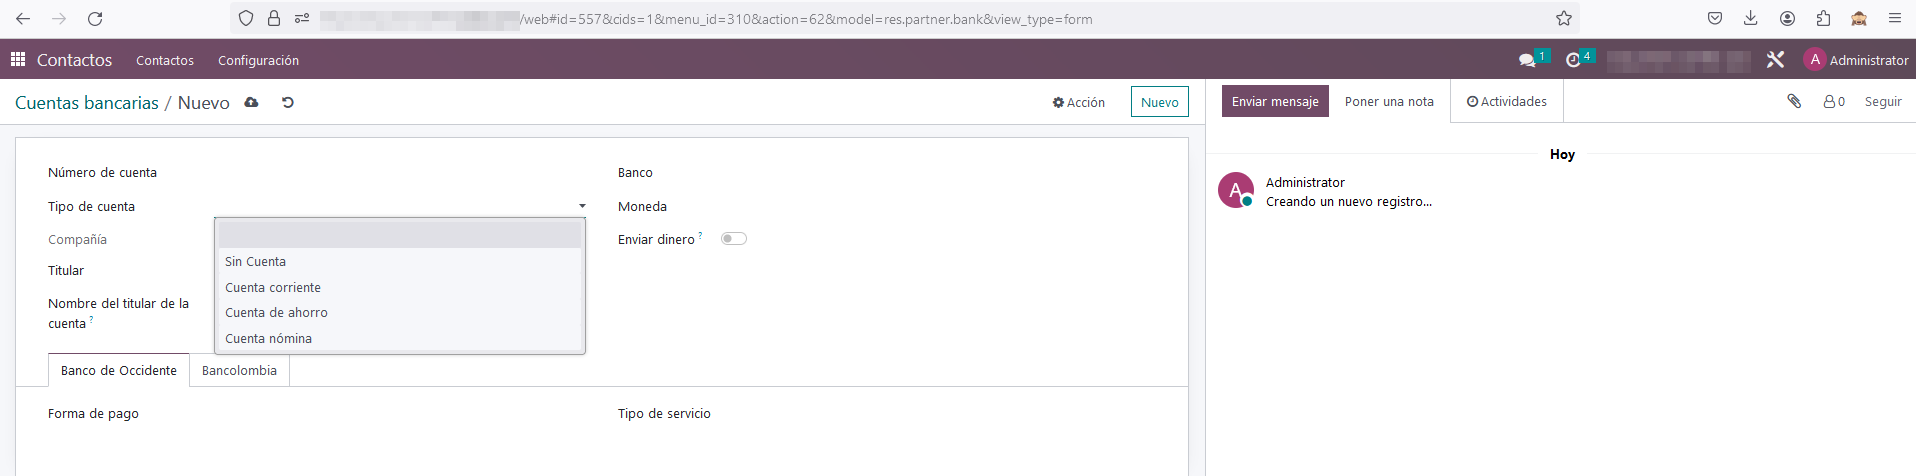 /web#id=557&cids=1&menu_id=310&action=62&model=res.partner.bank&view_type=form
Contactos Contactos Configuración 1 4 A Administrator
Cuentas bancarias / Nuevo Acción Nuevo
Enviar mensaje Poner una nota Actividades 0 Seguir
Número de cuenta
Tipo de cuenta
Compañía
Titular
Nombre del titular de la
cuenta ?
Sin Cuenta
Cuenta corriente
Cuenta de ahorro
Cuenta nómina
Banco
Moneda
Enviar dinero ?
Banco de Occidente Bancolombia
Forma de pago Tipo de servicio
Hoy
A Administrator
Creando un nuevo registro...